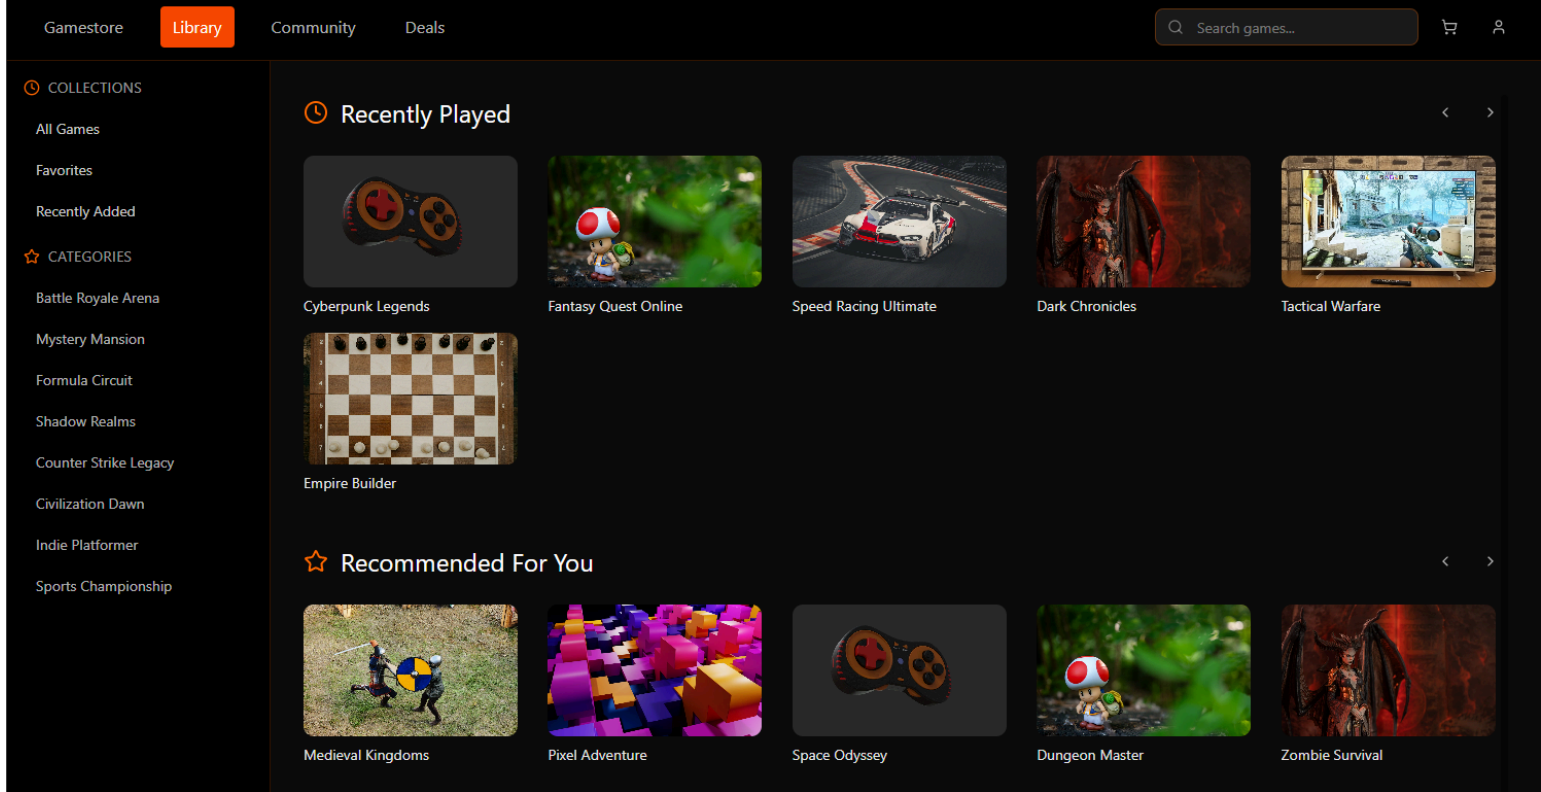 Gamestore Library Community Deals Search games...
COLLECTIONS
All Games
Favorites
Recently Added
CATEGORIES
Battle Royale Arena
Mystery Mansion
Formula Circuit
Shadow Realms
Counter Strike Legacy
Civilization Dawn
Indie Platformer
Sports Championship
Recently Played
Cyberpunk Legends
Fantasy Quest Online
Speed Racing Ultimate
Dark Chronicles
Tactical Warfare
Empire Builder
Recommended For You
Medieval Kingdoms
Pixel Adventure
Space Odyssey
Dungeon Master
Zombie Survival